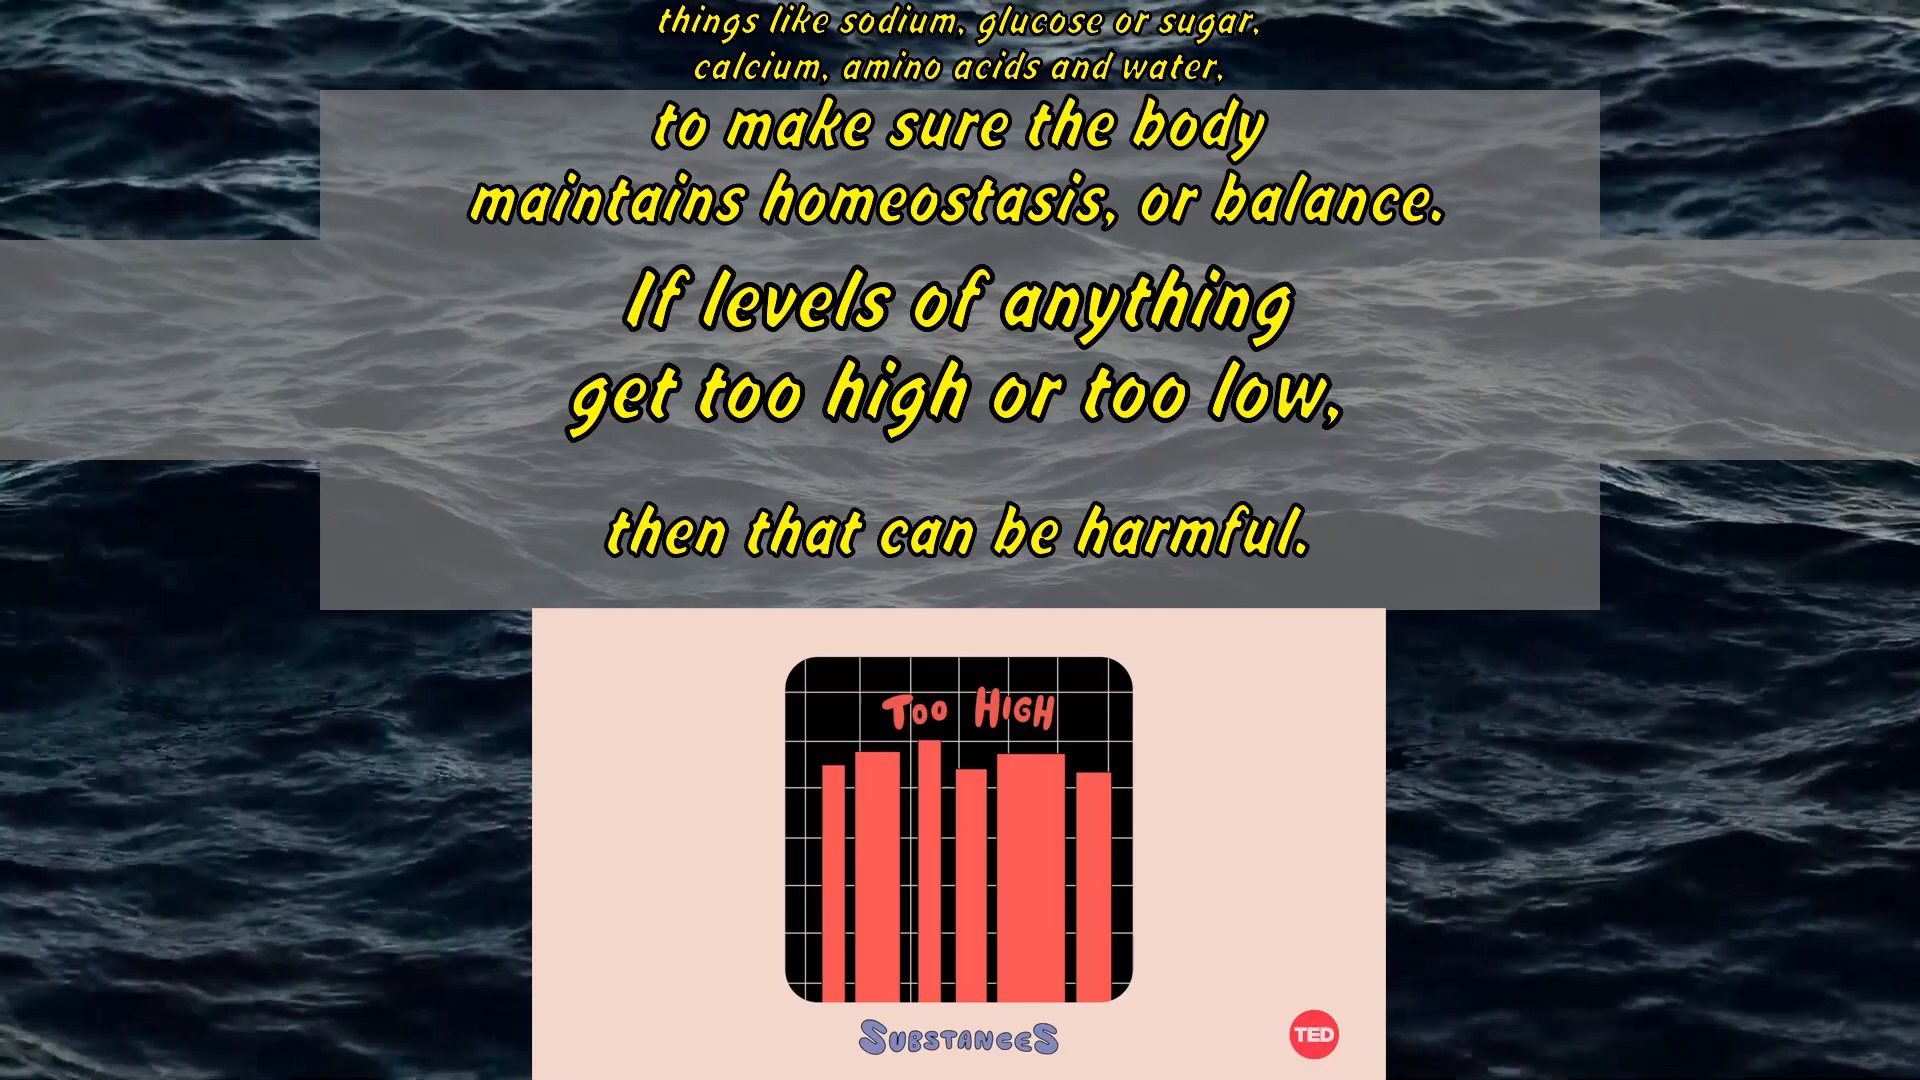 things like sodium, glucose or sugar,
calcium, amino acids and water,
to make sure the body
maintains homeostasis, or balance.
If levels of anything
get too high or too low,
then that can be harmful.
Too High
SUBSTANCES
TED